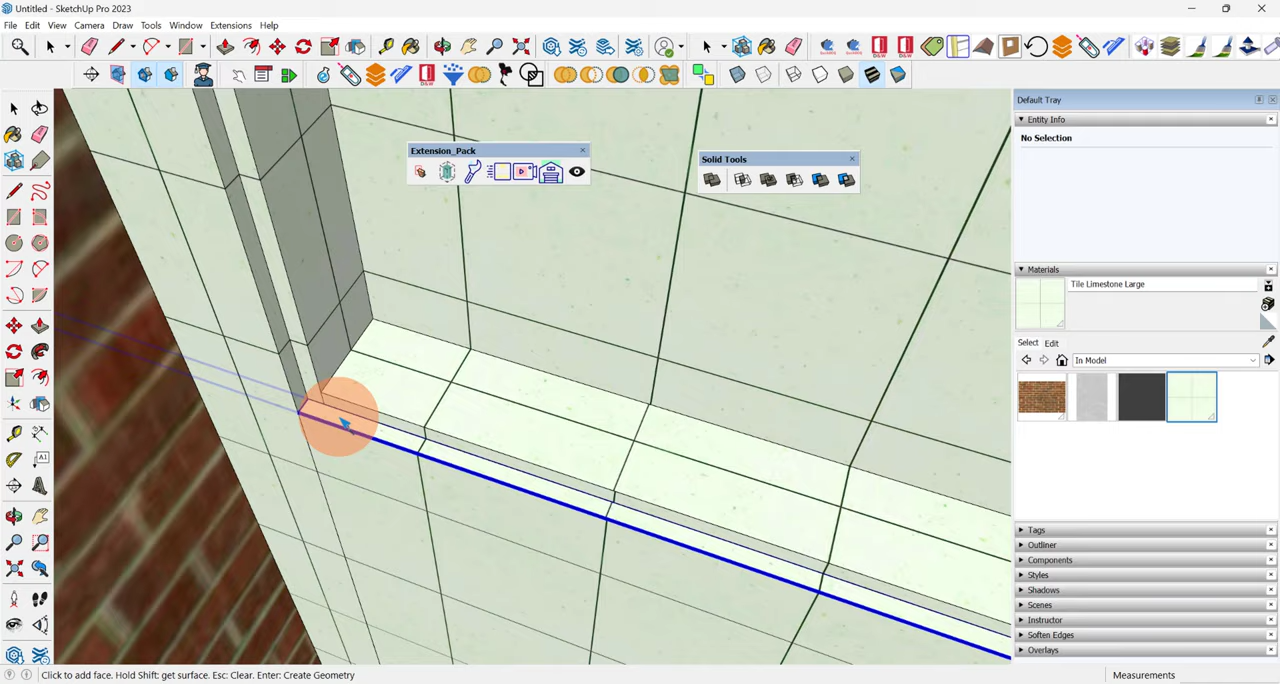 Untitled - SketchUp Pro 2023
File Edit View Camera Draw Tools Window Extensions Help
Extension_Pack
Solid Tools
Default Tray
Entity Info
No Selection
Materials
Tile Limestone Large
Select Edit
In Model
Tags
Outliner
Components
Styles
Shadows
Scenes
Instructor
Soften Edges
Overlays
Click to add face. Hold Shift: get surface. Esc: Clear. Enter: Create Geometry
Measurements